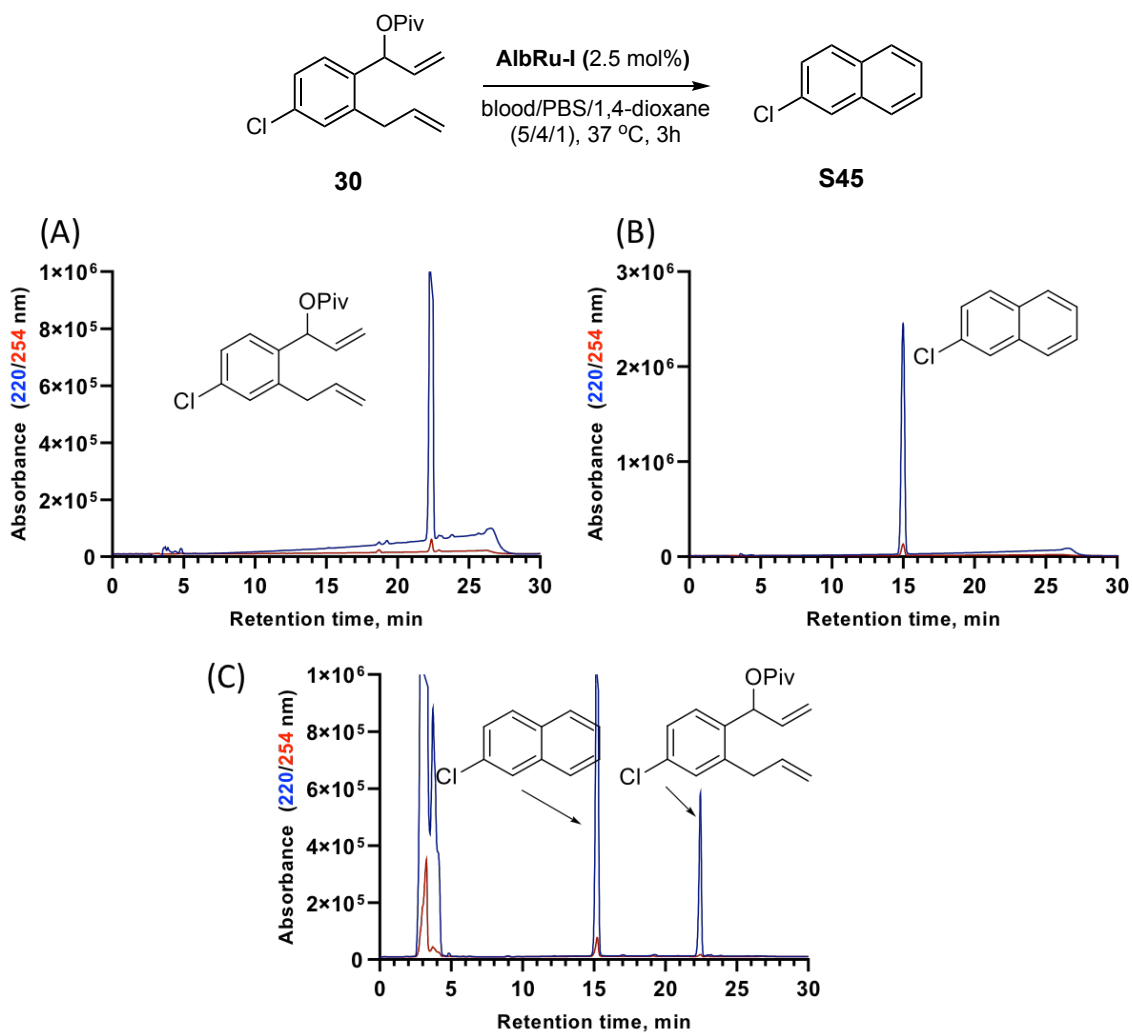 OPiv
Cl
30
AlbRu-I (2.5 mol%)
blood/PBS/1,4-dioxane
(5/4/1), 37 ºC, 3h
Cl
S45
(A)
Absorbance (220/254 nm)
1×10⁶
8×10⁵
6×10⁵
4×10⁵
2×10⁵
0
0 5 10 15 20 25 30
Retention time, min
OPiv
Cl
(B)
Absorbance (220/254 nm)
3×10⁶
2×10⁶
1×10⁶
0
0 5 10 15 20 25 30
Retention time, min
Cl
(C)
Absorbance (220/254 nm)
1×10⁶
8×10⁵
6×10⁵
4×10⁵
2×10⁵
0
0 5 10 15 20 25 30
Retention time, min
Cl
OPiv
Cl